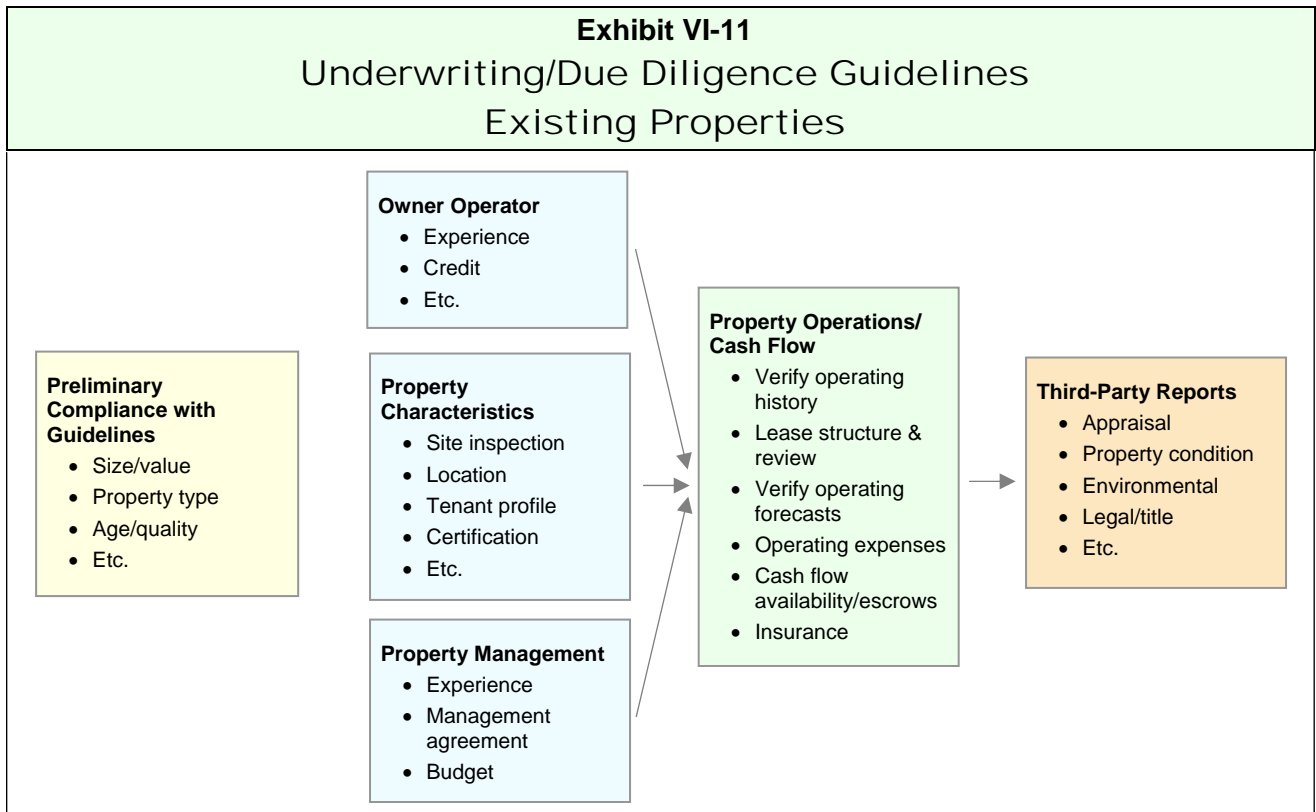 Exhibit VI-11
Underwriting/Due Diligence Guidelines
Existing Properties
Preliminary
Compliance with
Guidelines
• Size/value
• Property type
• Age/quality
• Etc.
Owner Operator
• Experience
• Credit
• Etc.
Property
Characteristics
• Site inspection
• Location
• Tenant profile
• Certification
• Etc.
Property Management
• Experience
• Management
agreement
• Budget
Property Operations/
Cash Flow
• Verify operating
history
• Lease structure &
review
• Verify operating
forecasts
• Operating expenses
• Cash flow
availability/escrows
• Insurance
Third-Party Reports
• Appraisal
• Property condition
• Environmental
• Legal/title
• Etc.